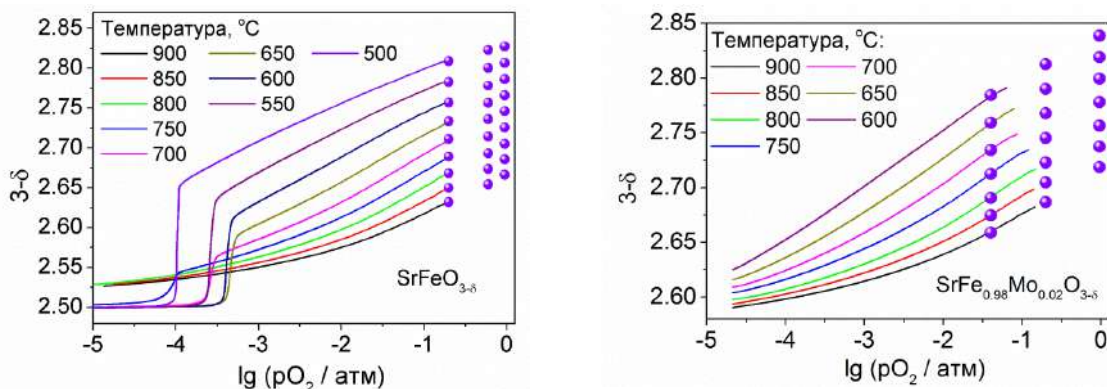 2.85
2.80
2.75
2.70
2.65
2.60
2.55
2.50
3-δ
Температура, °C
900 650 500
850 600
800 550
750
700
SrFeO3-δ
-5 -4 -3 -2 -1 0
lg (pO2 / атм)
2.85
2.80
2.75
2.70
2.65
2.60
3-δ
Температура, °C:
900 700
850 650
800 600
750
SrFe0.98Mo0.02O3-δ
-5 -4 -3 -2 -1 0
lg (pO2 / атм)